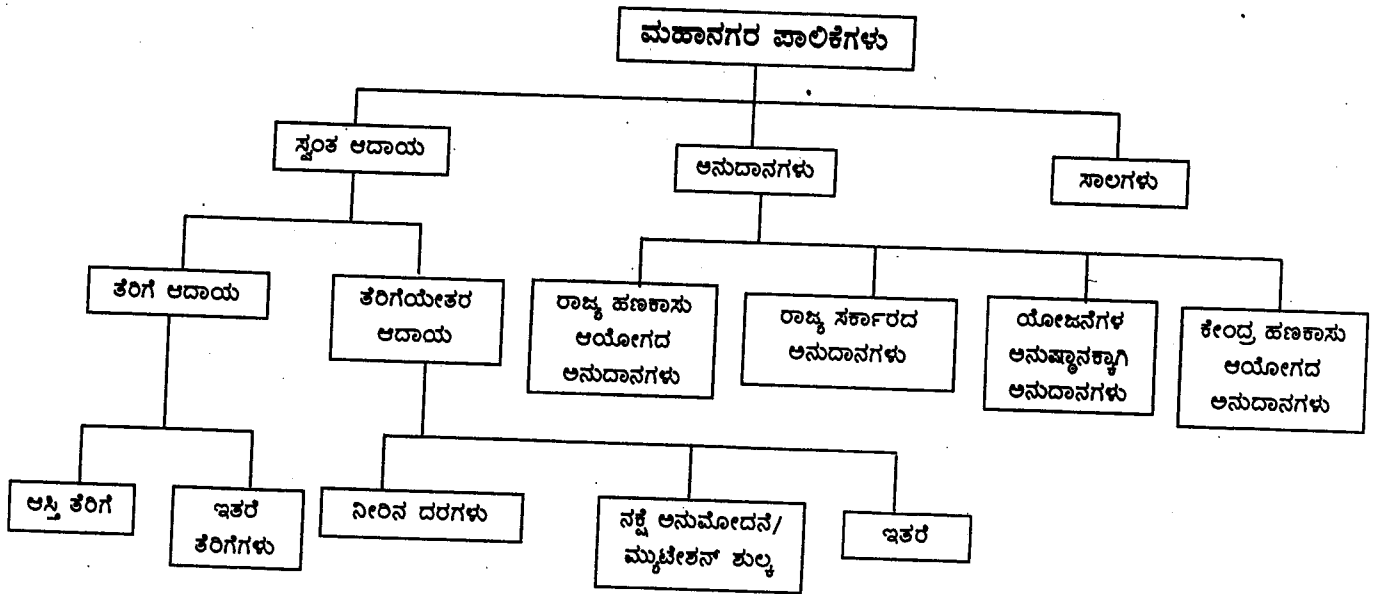 ಮಹಾನಗರ ಪಾಲಿಕೆಗಳು
ಸ್ವಂತ ಆದಾಯ
ಅನುದಾನಗಳು
ಸಾಲಗಳು
ತೆರಿಗೆ ಆದಾಯ
ತೆರಿಗೆಯೇತರ
ಆದಾಯ
ರಾಜ್ಯ ಹಣಕಾಸು
ಆಯೋಗದ
ಅನುದಾನಗಳು
ರಾಜ್ಯ ಸರ್ಕಾರದ
ಅನುದಾನಗಳು
ಯೋಜನೆಗಳ
ಅನುಷ್ಠಾನಕ್ಕಾಗಿ
ಅನುದಾನಗಳು
ಕೇಂದ್ರ ಹಣಕಾಸು
ಆಯೋಗದ
ಅನುದಾನಗಳು
ಆಸ್ತಿ ತೆರಿಗೆ
ಇತರೆ
ತೆರಿಗೆಗಳು
ನೀರಿನ ದರಗಳು
ನಕ್ಷೆ ಅನುಮೋದನೆ/
ಮ್ಯುಟೇಶನ್ ಶುಲ್ಕ
ಇತರೆ